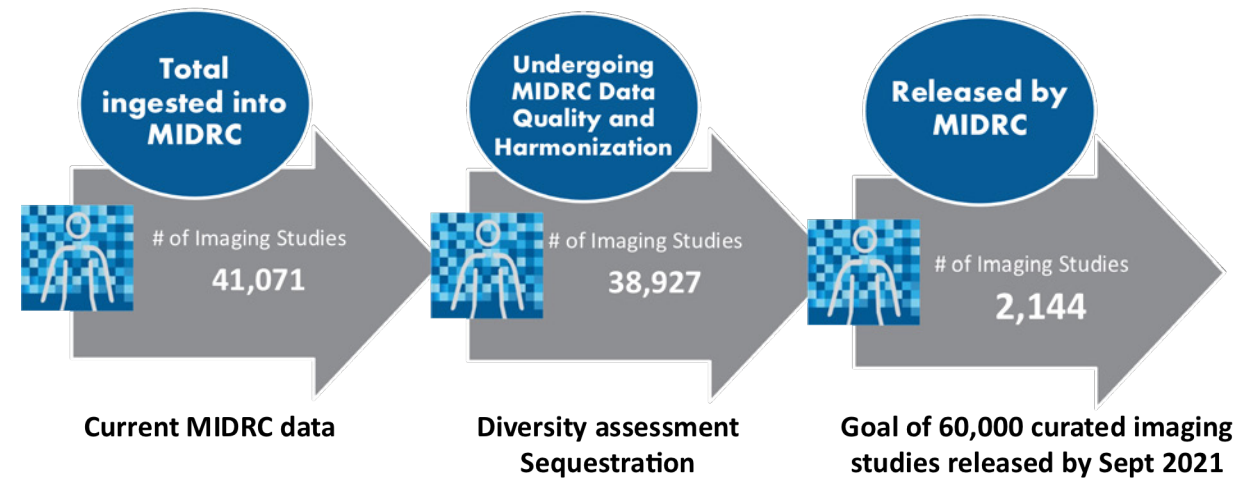 Total
ingested into
MIDRC
# of Imaging Studies
41,071
Current MIDRC data
Undergoing
MIDRC Data
Quality and
Harmonization
# of Imaging Studies
38,927
Diversity assessment
Sequestration
Released by
MIDRC
# of Imaging Studies
2,144
Goal of 60,000 curated imaging
studies released by Sept 2021